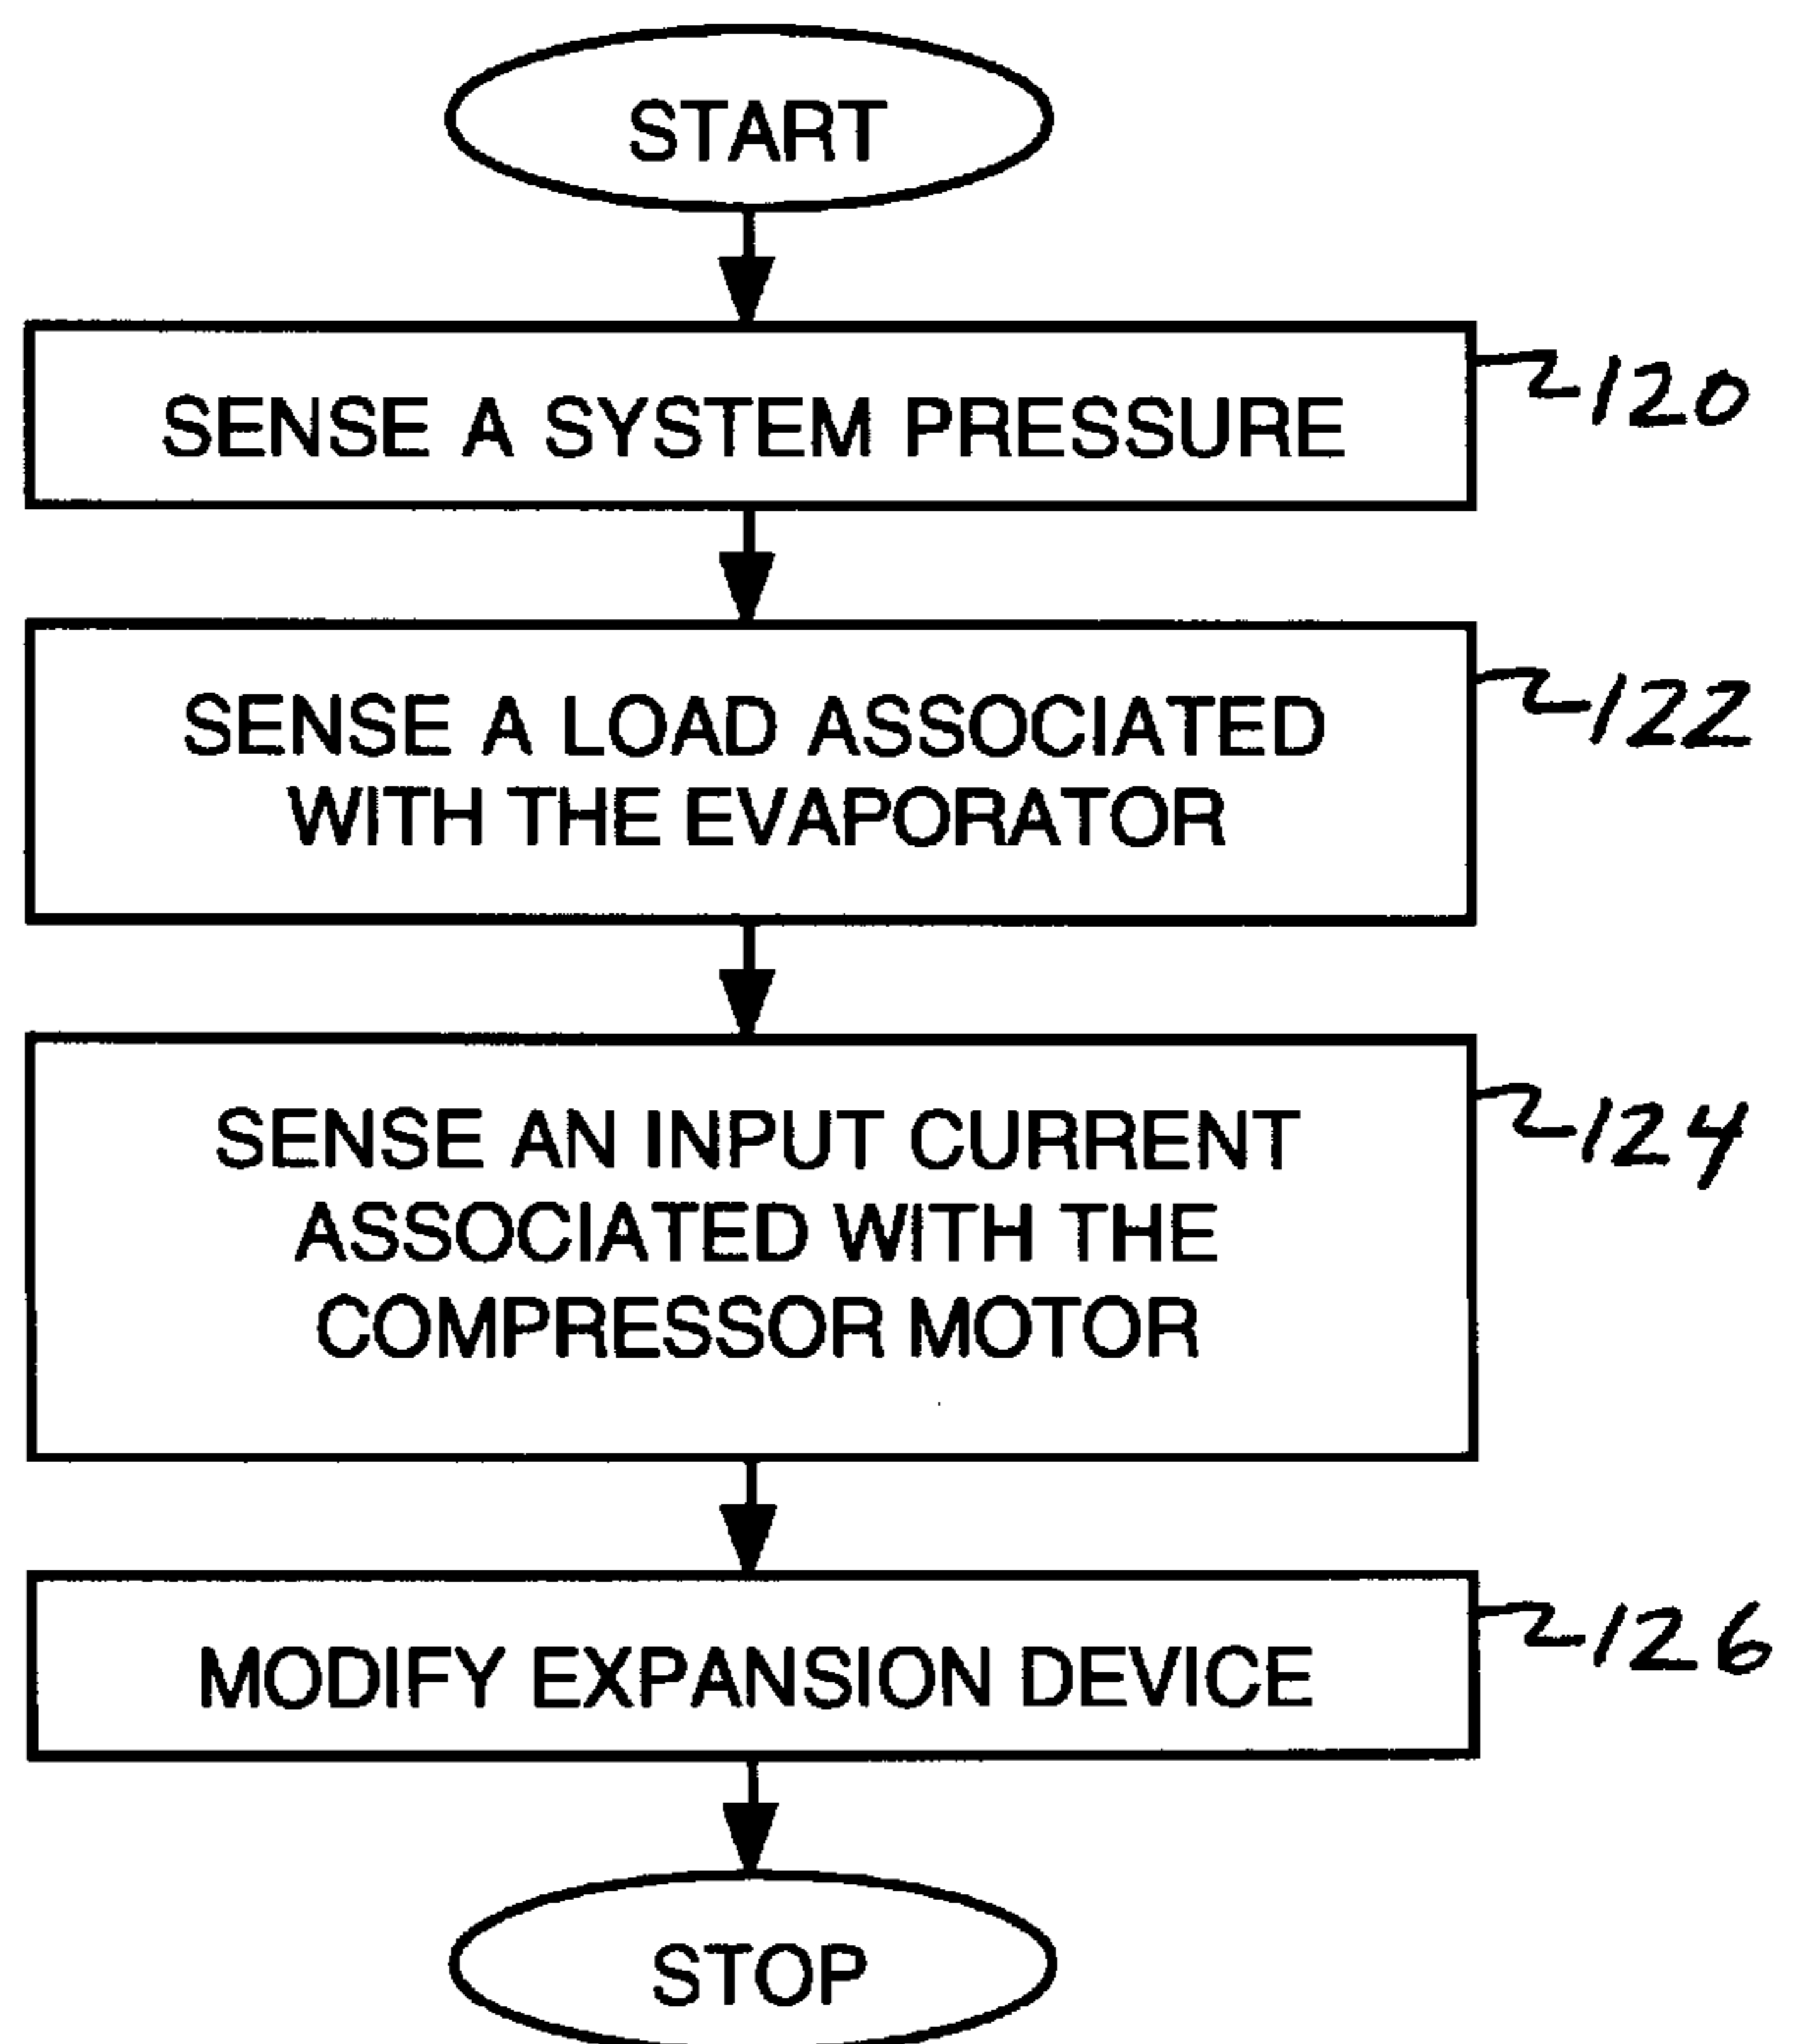 START
SENSE A SYSTEM PRESSURE
120
SENSE A LOAD ASSOCIATED
WITH THE EVAPORATOR
122
SENSE AN INPUT CURRENT
ASSOCIATED WITH THE
COMPRESSOR MOTOR
124
MODIFY EXPANSION DEVICE
126
STOP